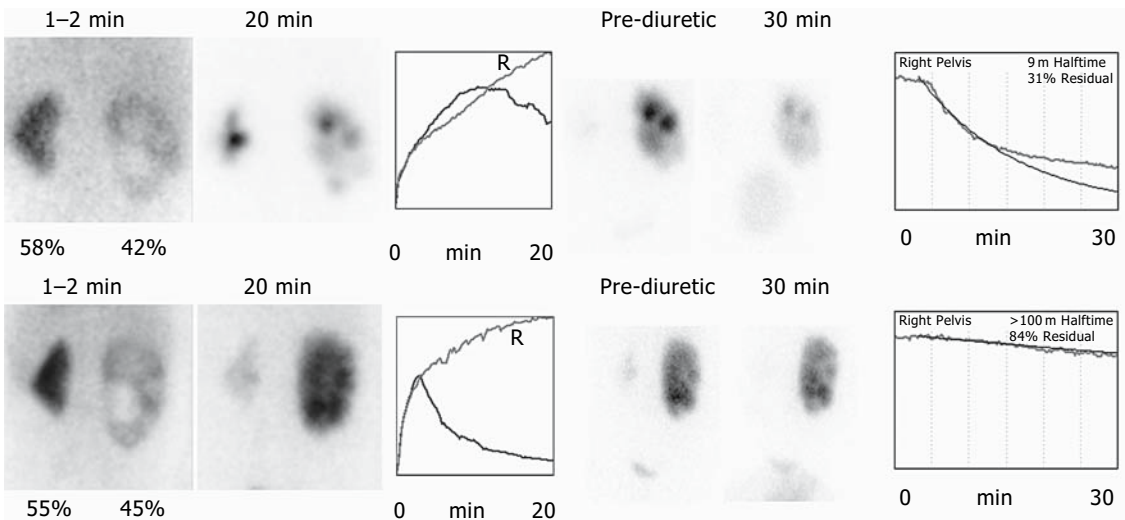 1–2 min 20 min Pre-diuretic 30 min
R
Right Pelvis 9 m Halftime
31% Residual
58% 42%
0 min 20
0 min 30
1–2 min 20 min Pre-diuretic 30 min
R
Right Pelvis >100 m Halftime
84% Residual
55% 45%
0 min 20
0 min 30